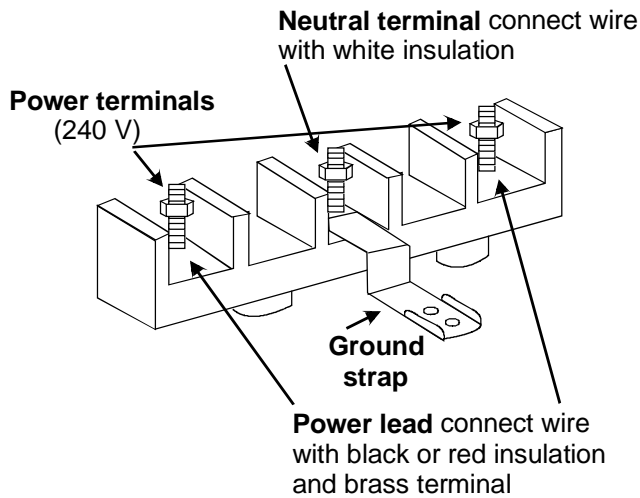 Neutral terminal connect wire
with white insulation
Power terminals
(240 V)
Ground
strap
Power lead connect wire
with black or red insulation
and brass terminal